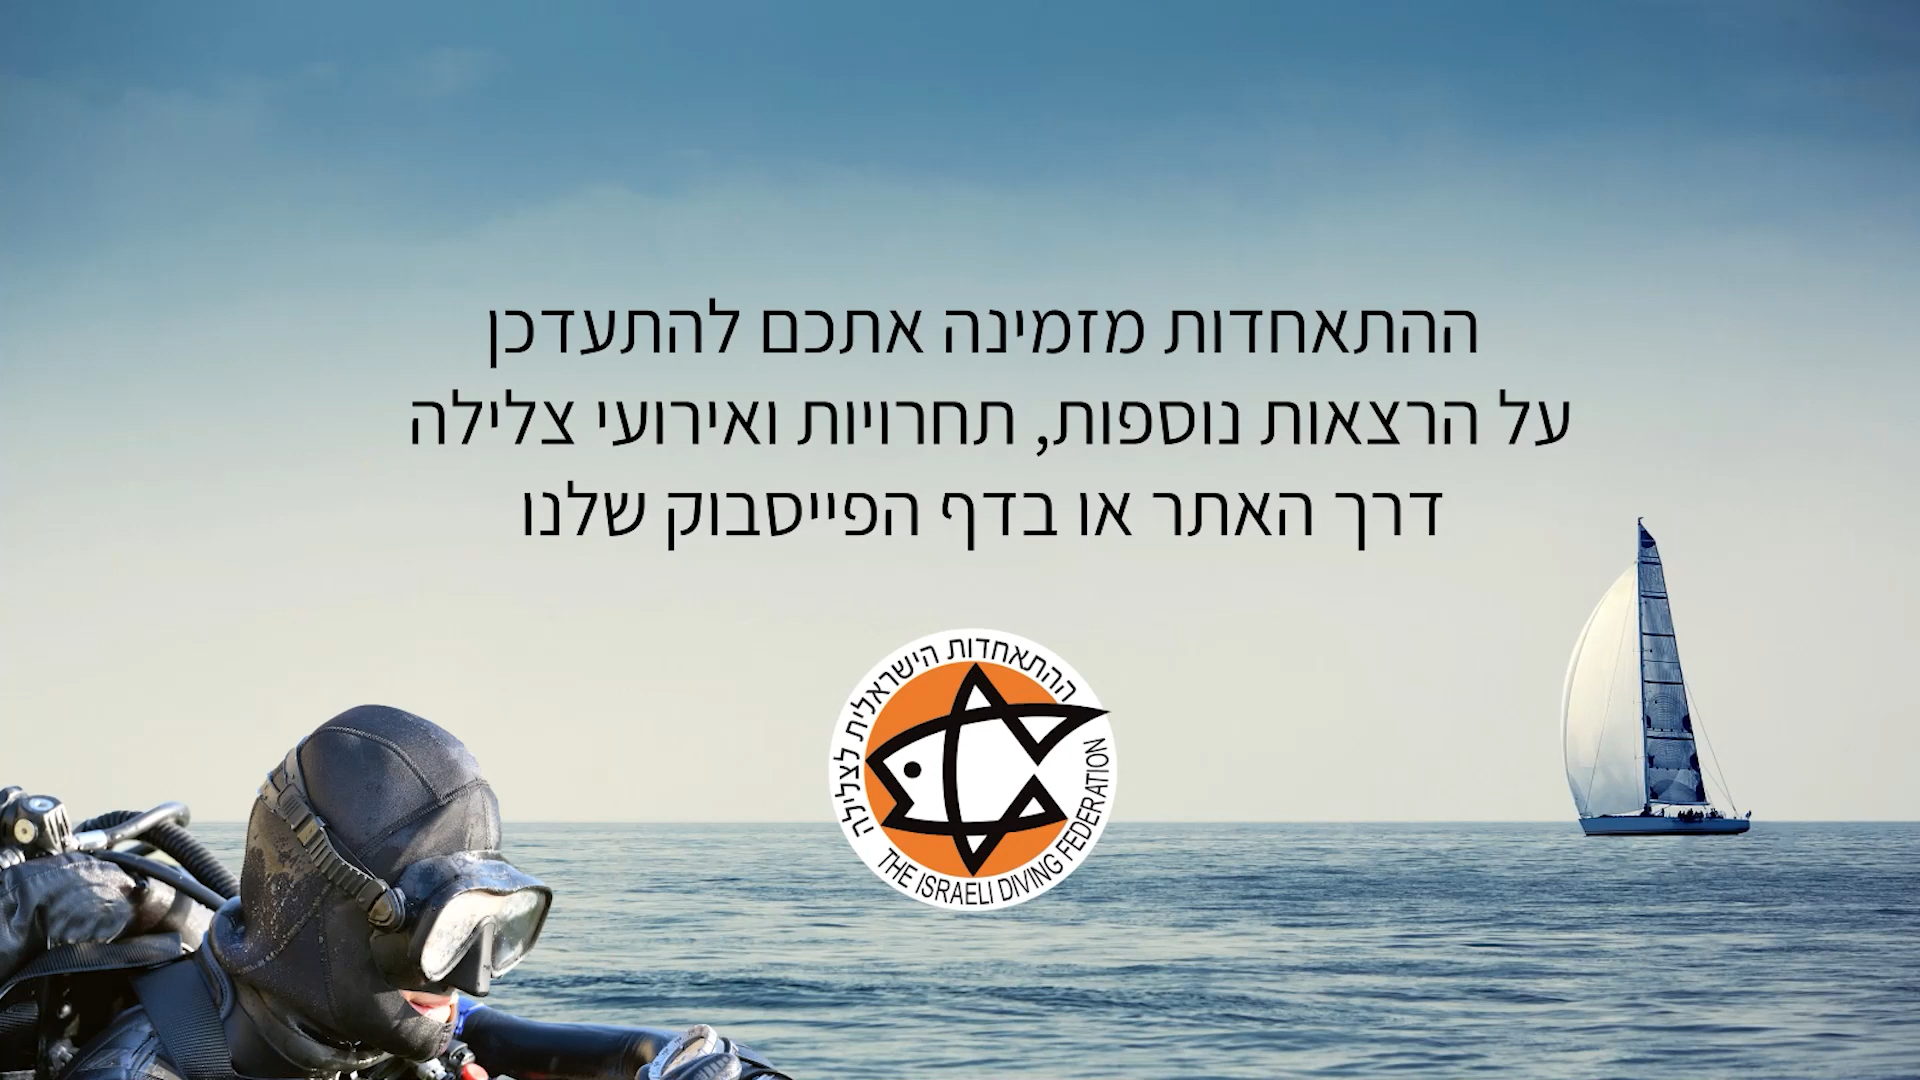 ההתאחדות מזמינה אתכם להתעדכן
על הרצאות נוספות, תחרויות ואירועי צלילה
דרך האתר או בדף הפייסבוק שלנו
ההתאחדות הישראלית לצלילה
THE ISRAELI DIVING FEDERATION